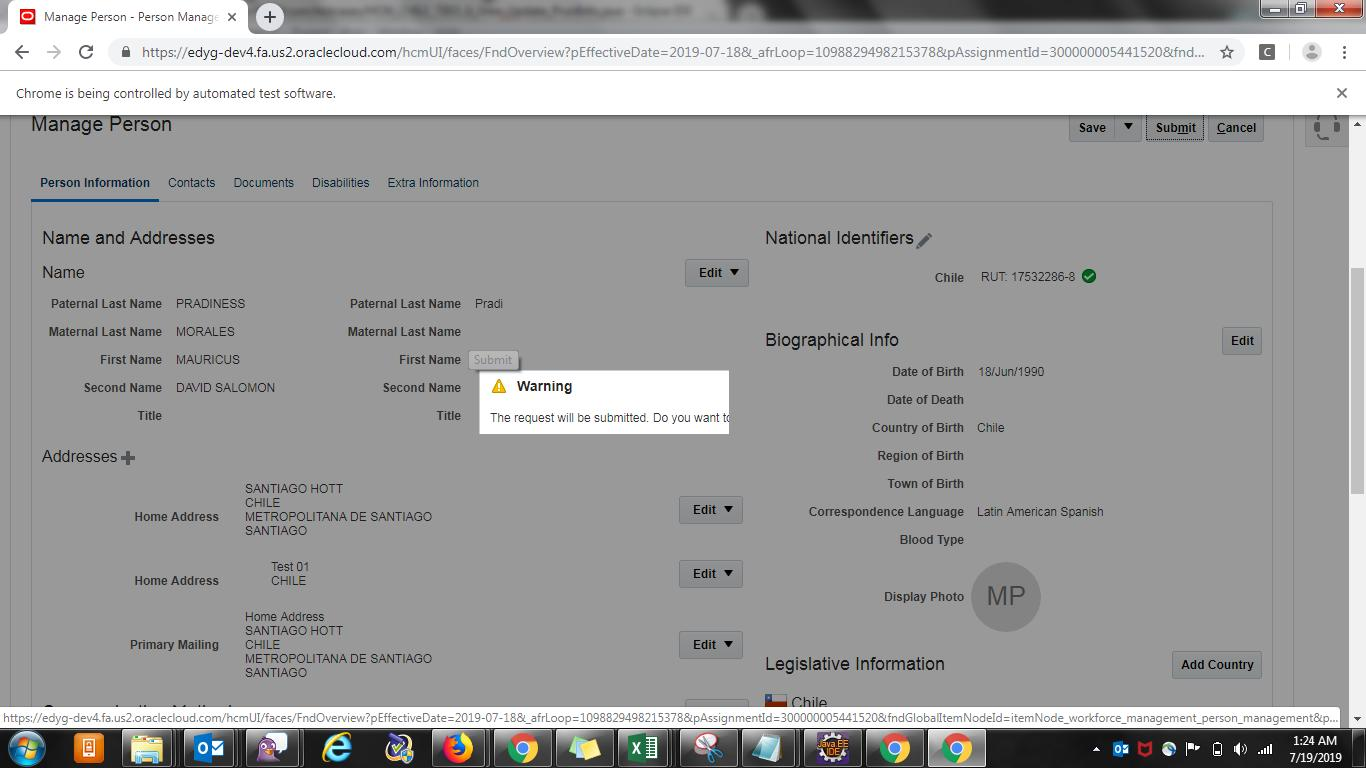 Manage Person - Person Manage
https://edyg-dev4.fa.us2.oraclecloud.com/hcmUI/faces/FndOverview?pEffectiveDate=2019-07-18&_afrLoop=1098829498215378&pAssignmentId=300000005441520&fnd...
C
Chrome is being controlled by automated test software.
Manage Person
Save
Submit
Cancel
Person Information
Contacts
Documents
Disabilities
Extra Information
Name and Addresses
Name
Edit
Paternal Last Name PRADINESS
Paternal Last Name Pradi
Maternal Last Name MORALES
Maternal Last Name
First Name MAURICUS
First Name
Submit
Second Name DAVID SALOMON
Second Name
Title
Title
Warning
The request will be submitted. Do you want to
Addresses
Home Address
SANTIAGO HOTT
CHILE
METROPOLITANA DE SANTIAGO
SANTIAGO
Edit
Home Address
Test 01
CHILE
Edit
Primary Mailing
Home Address
SANTIAGO HOTT
CHILE
METROPOLITANA DE SANTIAGO
SANTIAGO
Edit
National Identifiers
Chile RUT: 17532286-8
Biographical Info
Edit
Date of Birth 18/Jun/1990
Date of Death
Country of Birth Chile
Region of Birth
Town of Birth
Correspondence Language Latin American Spanish
Blood Type
Display Photo MP
Legislative Information
Add Country
Chile
https://edyg-dev4.fa.us2.oraclecloud.com/hcmUI/faces/FndOverview?pEffectiveDate=2019-07-18&_afrLoop=1098829498215378&pAssignmentId=300000005441520&fndGlobalItemNodeId=itemNode_workforce_management_person_management&p...
Java EE
IDE
1:24 AM
7/19/2019